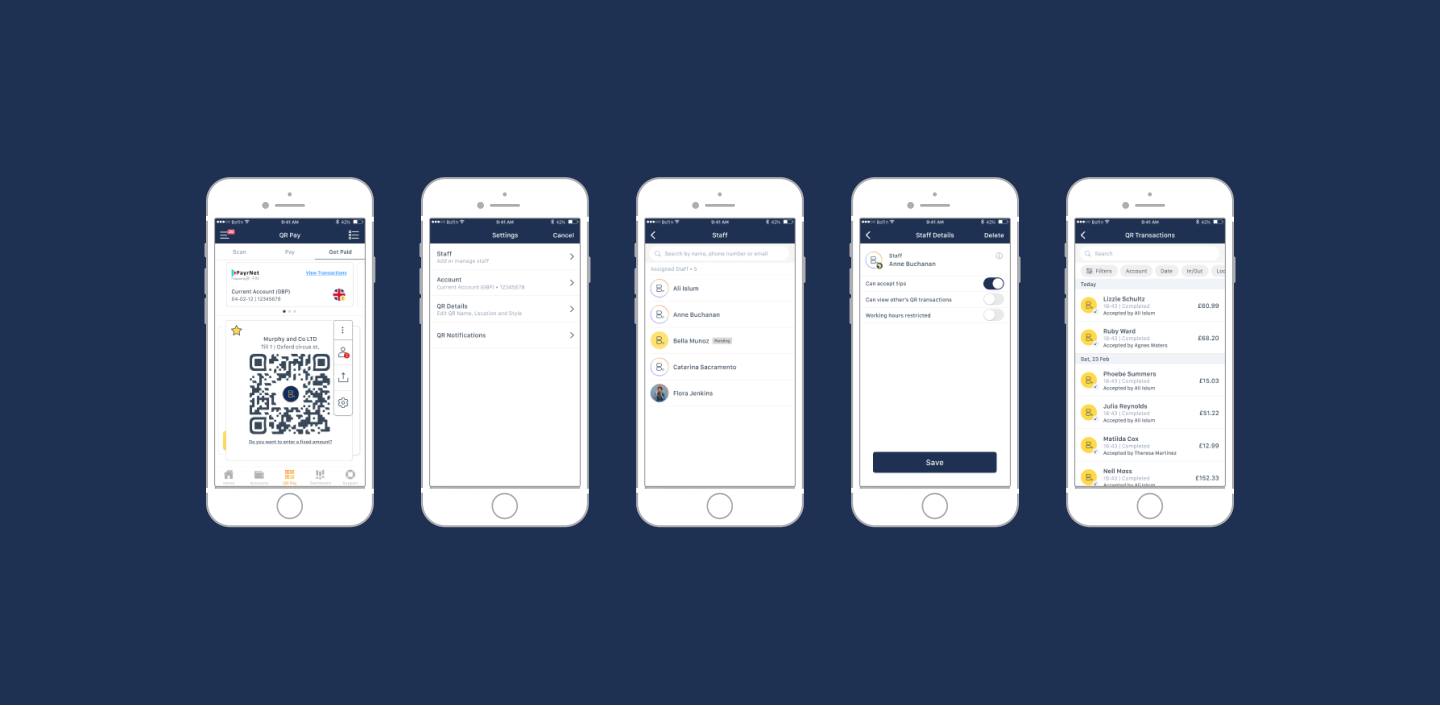 9:41 AM
42%
QR Pay
Scan
Pay
Get Paid
PayrNet
View Transactions
Current Account (GBP)
04-02-12 | 12345678
Murphy and Co LTD
Till 1 | Oxford circus st,
B.
Do you want to enter a fixed amount?
Home
Accounts
QR Pay
Dashboard
Support
9:41 AM
42%
Settings
Cancel
Staff
Add or manage staff
Account
Current Account (GBP) • 12345678
QR Details
Edit QR Name, Location and Style
QR Notifications
9:41 AM
42%
Staff
Search by name, phone number or email
Assigned Staff • 5
B.
Ali Islum
B.
Anne Buchanan
B.
Bella Munoz
Pending
B.
Catarina Sacramento
Flora Jenkins
9:41 AM
42%
Staff Details
Delete
B.
Staff
Anne Buchanan
Can accept tips
Can view other's QR transactions
Working hours restricted
Save
9:41 AM
42%
QR Transactions
Search
Filters
Account
Date
In/Out
Loc
Today
B.
Lizzie Schultz
16:43 | Completed
Accepted by Ali Islum
£60.99
B.
Ruby Ward
16:43 | Completed
Accepted by Agnes Waters
£68.20
Sat, 23 Feb
B.
Phoebe Summers
16:43 | Completed
Accepted by Ali Islum
£15.03
B.
Julia Reynolds
16:43 | Completed
Accepted by Ali Islum
£51.22
B.
Matilda Cox
16:43 | Completed
Accepted by Theresa Martinez
£12.99
B.
Nell Moss
16:43 | Completed
Accepted by Ali Islum
£152.33